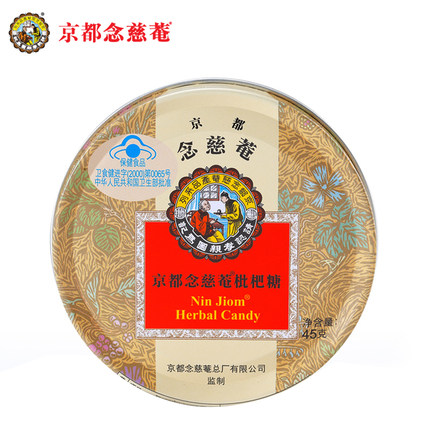 京都念慈菴®
京都
念慈菴
保健食品
卫食健进字(2000)第0065号
中华人民共和国卫生部批准
京都念慈菴®枇杷糖
Nin Jiom®
Herbal Candy
净含量:
45克
京都念慈菴总厂有限公司
监制